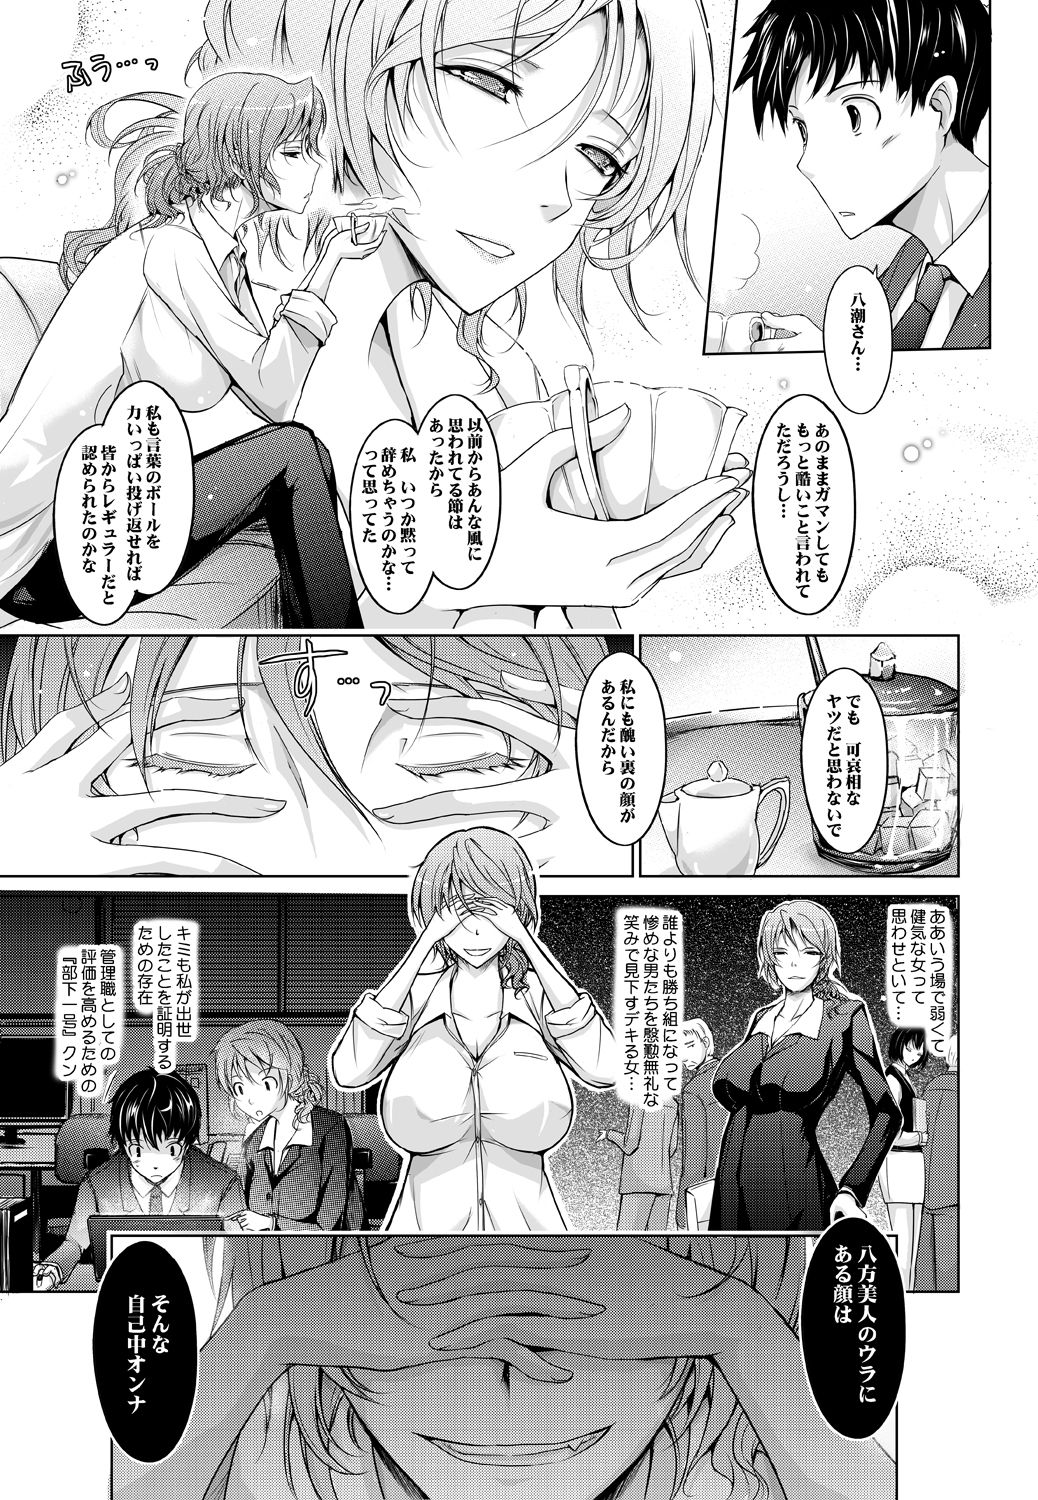 八潮さん…
あのままガマンしても
もっと酷いこと言われて
ただろうし…
以前からあんな風に
思われてる節は
あったから
私 いつか黙って
辞めちゃうのかな…
って思ってた
ふぅ…っ
私も言葉のボールを
力いっぱい投げ返せれば
皆からレギュラーだと
認められたのかな
でも 可哀相な
ヤツだと思わないで
私にも醜い裏の顔が
あるんだから
す…っ
ああいう場で弱くて
健気な女って
思わせといて…
誰よりも勝ち組になって
惨めな男たちを慇懃無礼な
笑みで見下すデキる女…
キミも私が出世
したことを証明する
ための存在
管理職としての
評価を高めるための
『部下一号』クン
八方美人のウラに
ある顔は
そんな
自己中オンナ